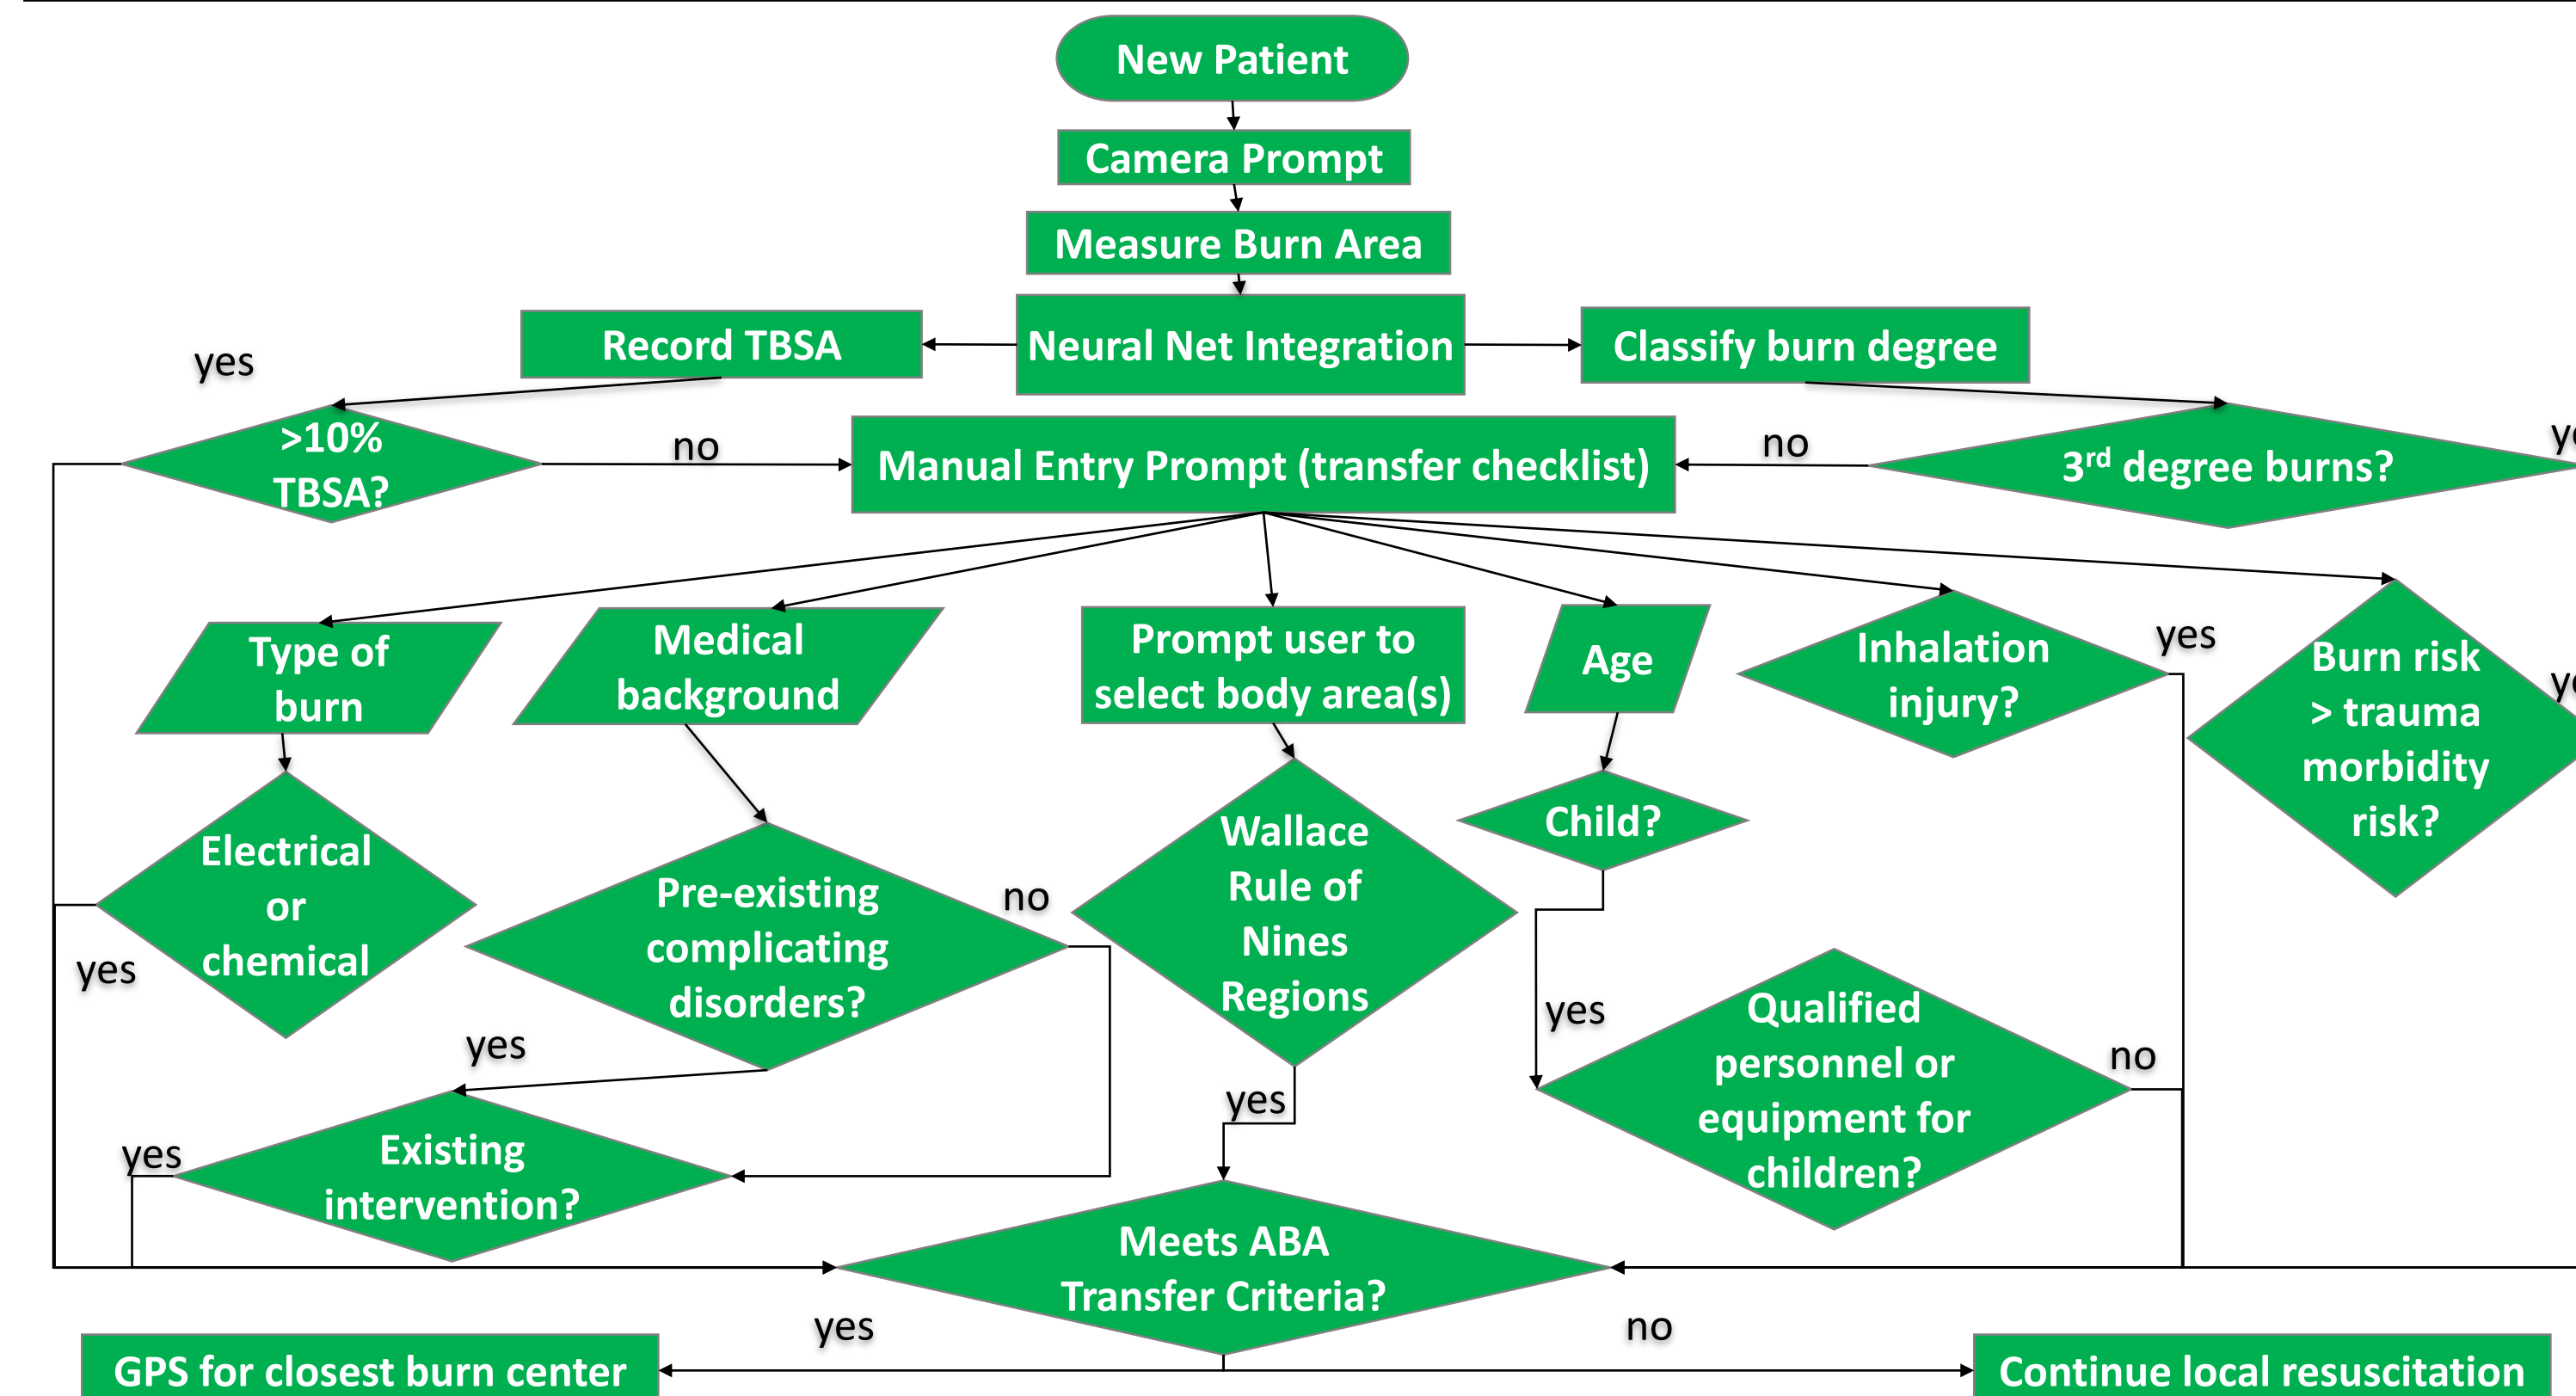 New Patient
Camera Prompt
Measure Burn Area
Record TBSA
Neural Net Integration
Classify burn degree
yes
>10%
TBSA?
no
Manual Entry Prompt (transfer checklist)
no
3rd degree burns?
Type of
burn
Medical
background
Prompt user to
select body area(s)
Age
Inhalation
injury?
yes
Burn risk
> trauma
morbidity
risk?
Electrical
or
chemical
yes
Pre-existing
complicating
disorders?
no
yes
Wallace
Rule of
Nines
Regions
yes
Child?
yes
Qualified
personnel or
equipment for
children?
no
Existing
intervention?
yes
Meets ABA
Transfer Criteria?
yes
no
GPS for closest burn center
Continue local resuscitation